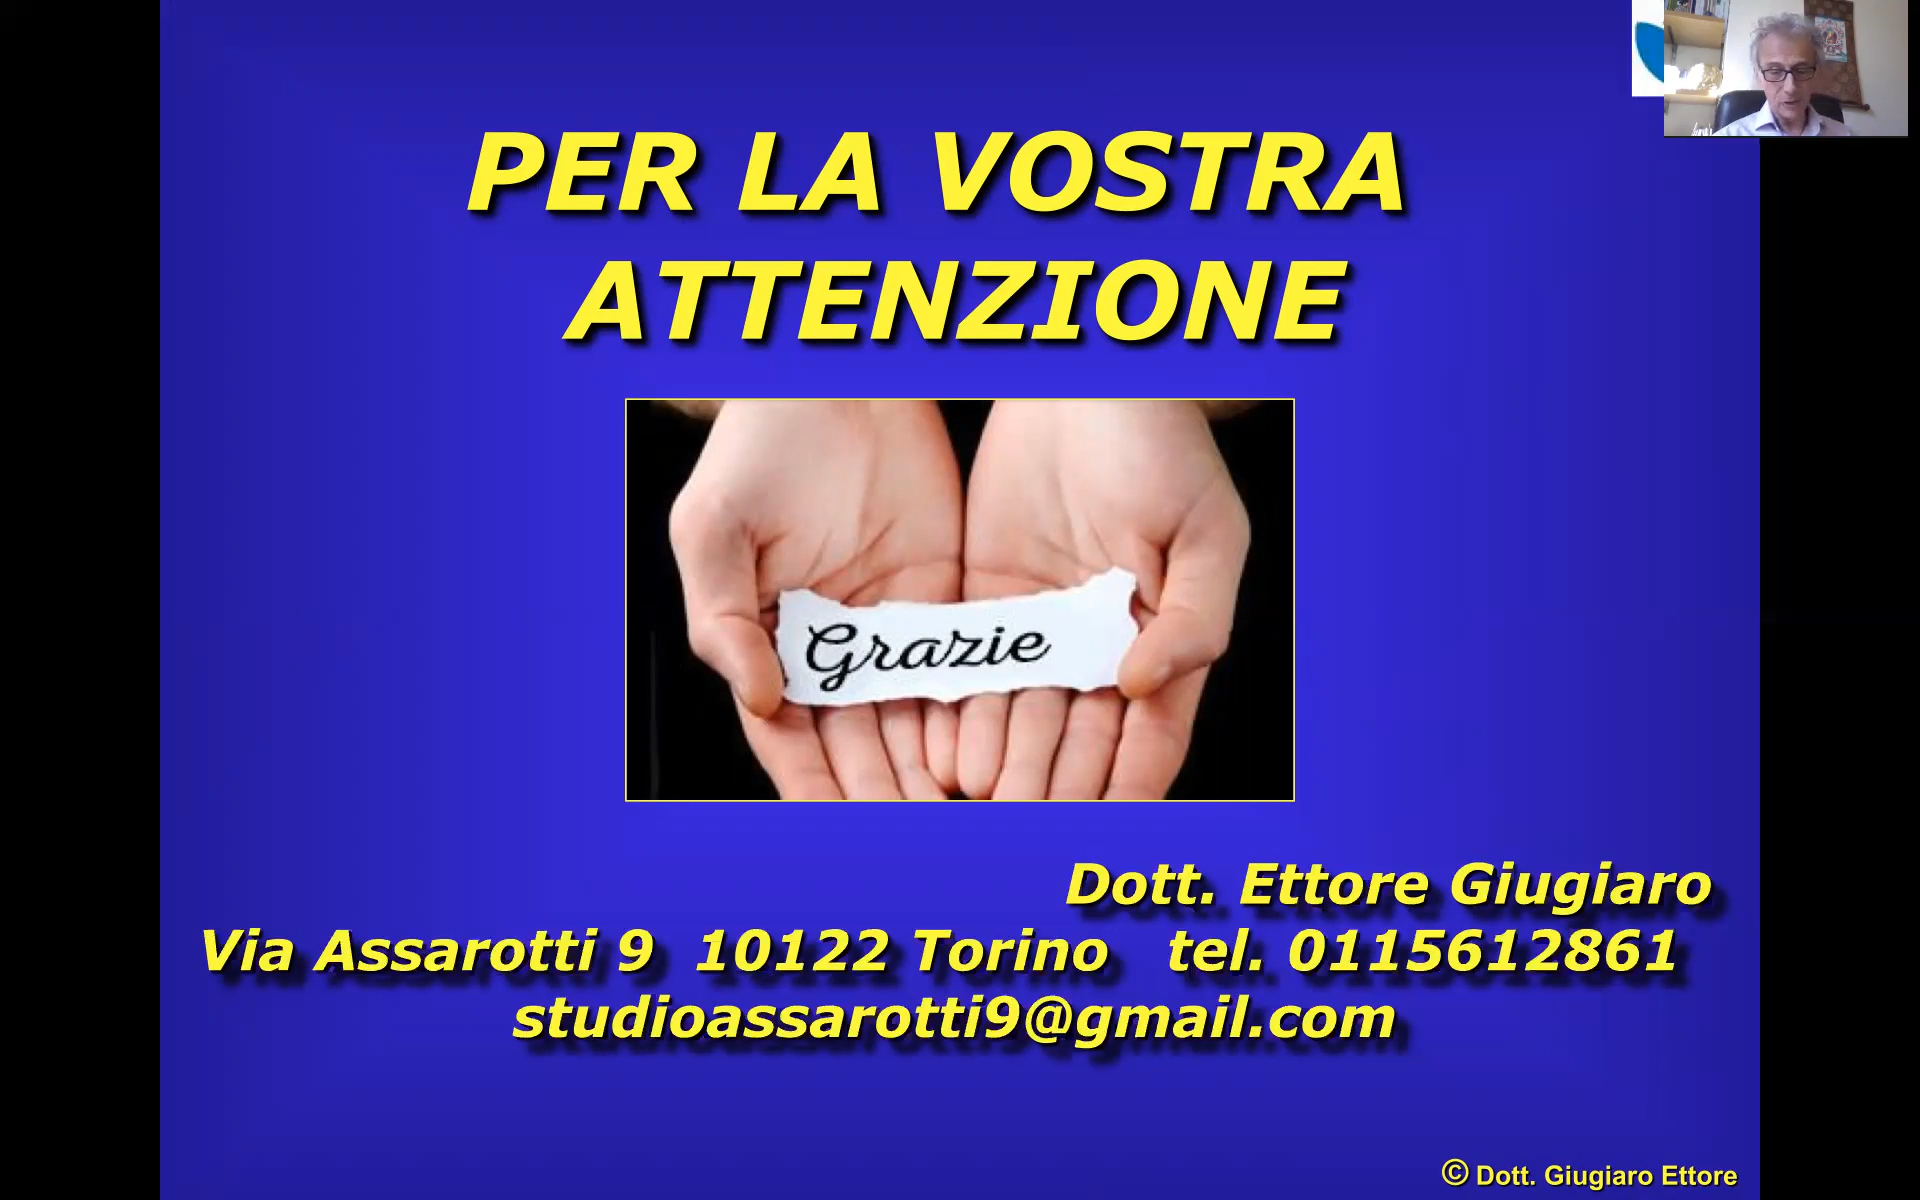 PER LA VOSTRA
ATTENZIONE
Grazie
Dott. Ettore Giugiaro
Via Assarotti 9 10122 Torino tel. 0115612861
studioassarotti9@gmail.com
© Dott. Giugiaro Ettore